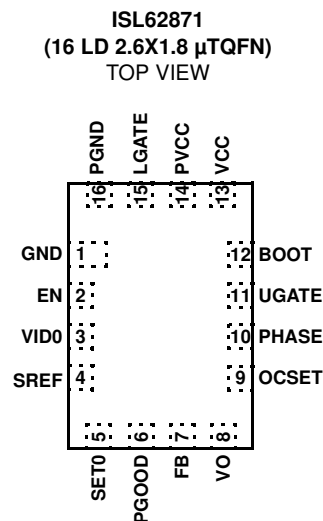 ISL62871
(16 LD 2.6X1.8 µTQFN)
TOP VIEW
PGND
LGATE
PVCC
VCC
16
15
14
13
GND 1
12 BOOT
EN 2
11 UGATE
VID0 3
10 PHASE
SREF 4
9 OCSET
5
6
7
8
SET0
PGOOD
FB
VO